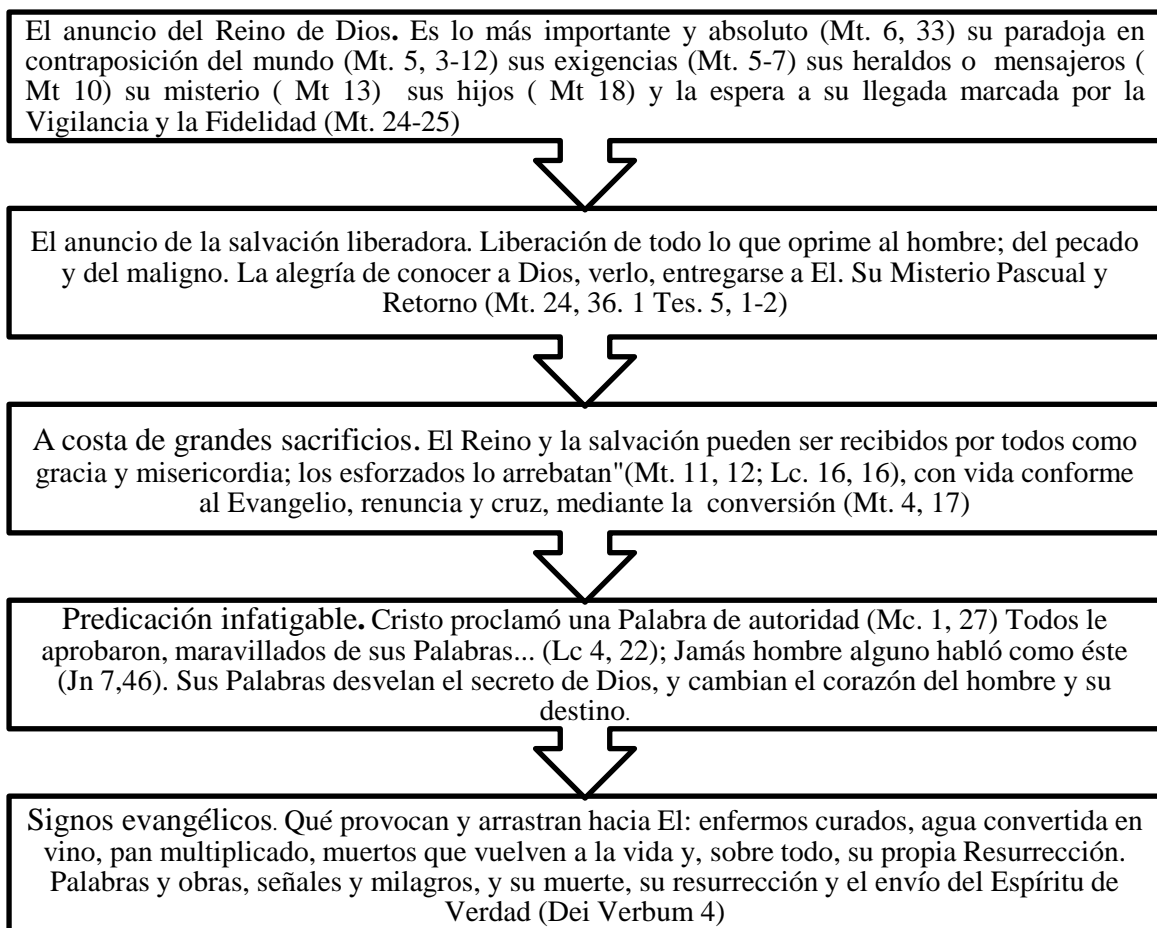 El anuncio del Reino de Dios. Es lo más importante y absoluto (Mt. 6, 33) su paradoja en
contraposición del mundo (Mt. 5, 3-12) sus exigencias (Mt. 5-7) sus heraldos o mensajeros (
Mt 10) su misterio ( Mt 13) sus hijos ( Mt 18) y la espera a su llegada marcada por la
Vigilancia y la Fidelidad (Mt. 24-25)
El anuncio de la salvación liberadora. Liberación de todo lo que oprime al hombre; del pecado
y del maligno. La alegría de conocer a Dios, verlo, entregarse a El. Su Misterio Pascual y
Retorno (Mt. 24, 36. 1 Tes. 5, 1-2)
A costa de grandes sacrificios. El Reino y la salvación pueden ser recibidos por todos como
gracia y misericordia; los esforzados lo arrebatan"(Mt. 11, 12; Lc. 16, 16), con vida conforme
al Evangelio, renuncia y cruz, mediante la conversión (Mt. 4, 17)
Predicación infatigable. Cristo proclamó una Palabra de autoridad (Mc. 1, 27) Todos le
aprobaron, maravillados de sus Palabras... (Lc 4, 22); Jamás hombre alguno habló como éste
(Jn 7,46). Sus Palabras desvelan el secreto de Dios, y cambian el corazón del hombre y su
destino.
Signos evangélicos. Qué provocan y arrastran hacia El: enfermos curados, agua convertida en
vino, pan multiplicado, muertos que vuelven a la vida y, sobre todo, su propia Resurrección.
Palabras y obras, señales y milagros, y su muerte, su resurrección y el envío del Espíritu de
Verdad (Dei Verbum 4)